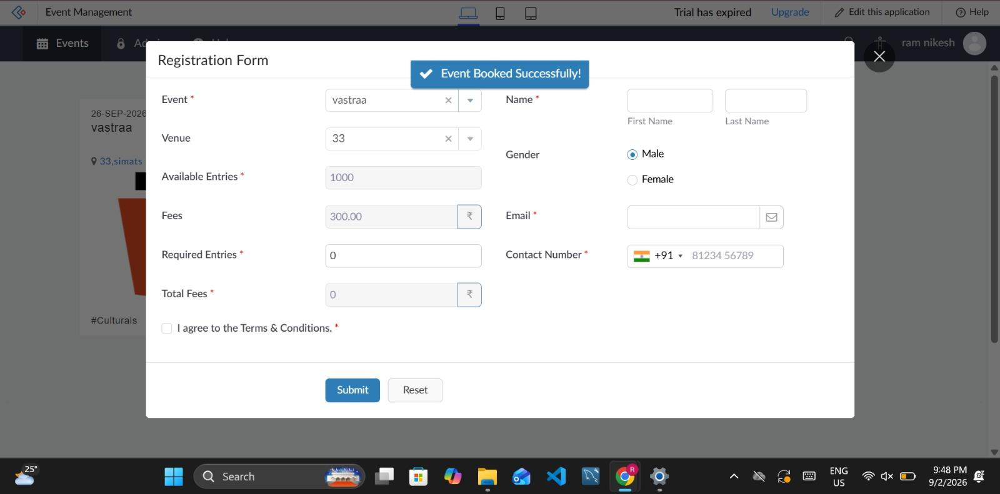 Event Management
Trial has expired
Upgrade
Edit this application
Help
Events
ram nikesh
Registration Form
Event Booked Successfully!
Event *
vastraa
Venue
33
Available Entries *
1000
Fees
300.00 ₹
Required Entries *
0
Total Fees *
0 ₹
I agree to the Terms & Conditions. *
Name *
First Name
Last Name
Gender
Male
Female
Email *
Contact Number *
+91 81234 56789
Submit
Reset
26-SEP-2026
vastraa
33,simats
#Culturals
25°
Search
R
ENG
US
9:48 PM
9/2/2026